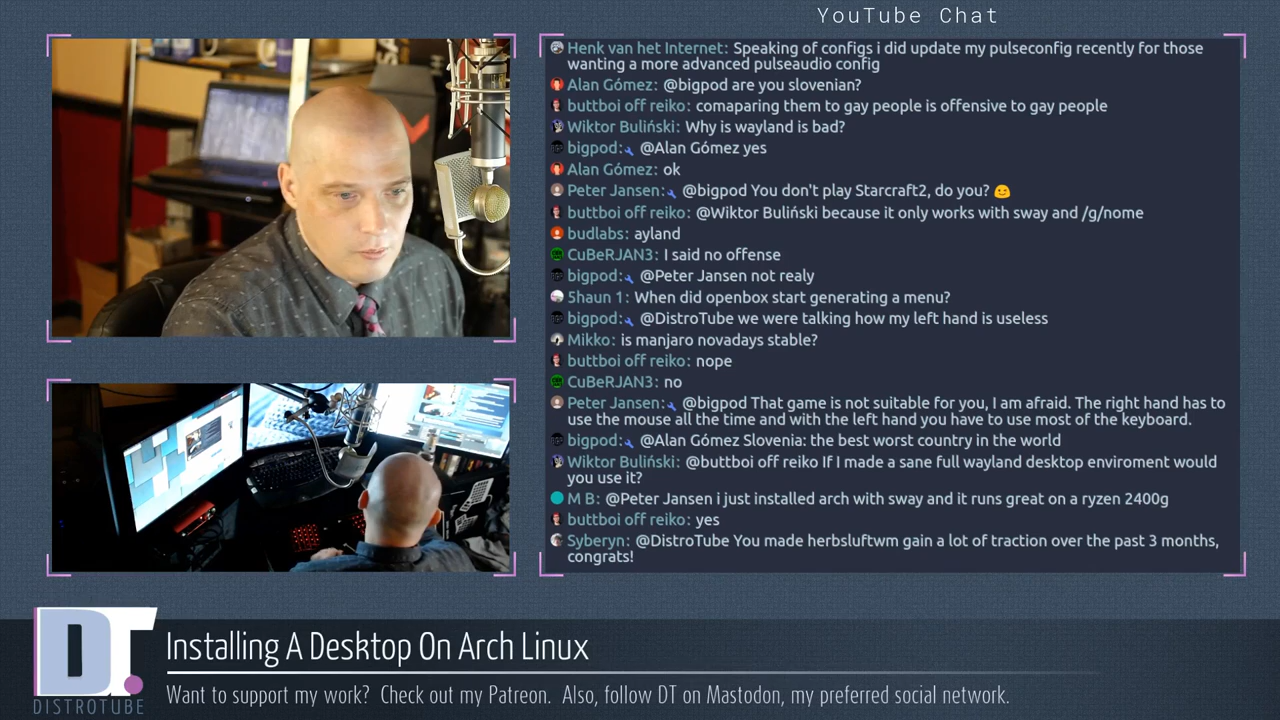 YouTube Chat
Henk van het Internet: Speaking of configs i did update my pulseconfig recently for those
wanting a more advanced pulseaudio config
Alan Gómez: @bigpod are you slovenian?
buttboi off reiko: comaparing them to gay people is offensive to gay people
Wiktor Buliński: Why is wayland is bad?
bigpod: @Alan Gómez yes
Alan Gómez: ok
Peter Jansen: @bigpod You don't play Starcraft2, do you? 😋
buttboi off reiko: @Wiktor Buliński because it only works with sway and /g/nome
budlabs: ayland
CuBeRJAN3: I said no offense
bigpod: @Peter Jansen not realy
5haun 1: When did openbox start generating a menu?
bigpod: @DistroTube we were talking how my left hand is useless
Mikko: is manjaro novadays stable?
buttboi off reiko: nope
CuBeRJAN3: no
Peter Jansen: @bigpod That game is not suitable for you, I am afraid. The right hand has to
use the mouse all the time and with the left hand you have to use most of the keyboard.
bigpod: @Alan Gómez Slovenia: the best worst country in the world
Wiktor Buliński: @buttboi off reiko If I made a sane full wayland desktop enviroment would
you use it?
M B: @Peter Jansen i just installed arch with sway and it runs great on a ryzen 2400g
buttboi off reiko: yes
Syberyn: @DistroTube You made herbsluftwm gain a lot of traction over the past 3 months,
congrats!
DT
DISTROTUBE
Installing A Desktop On Arch Linux
Want to support my work? Check out my Patreon. Also, follow DT on Mastodon, my preferred social network.